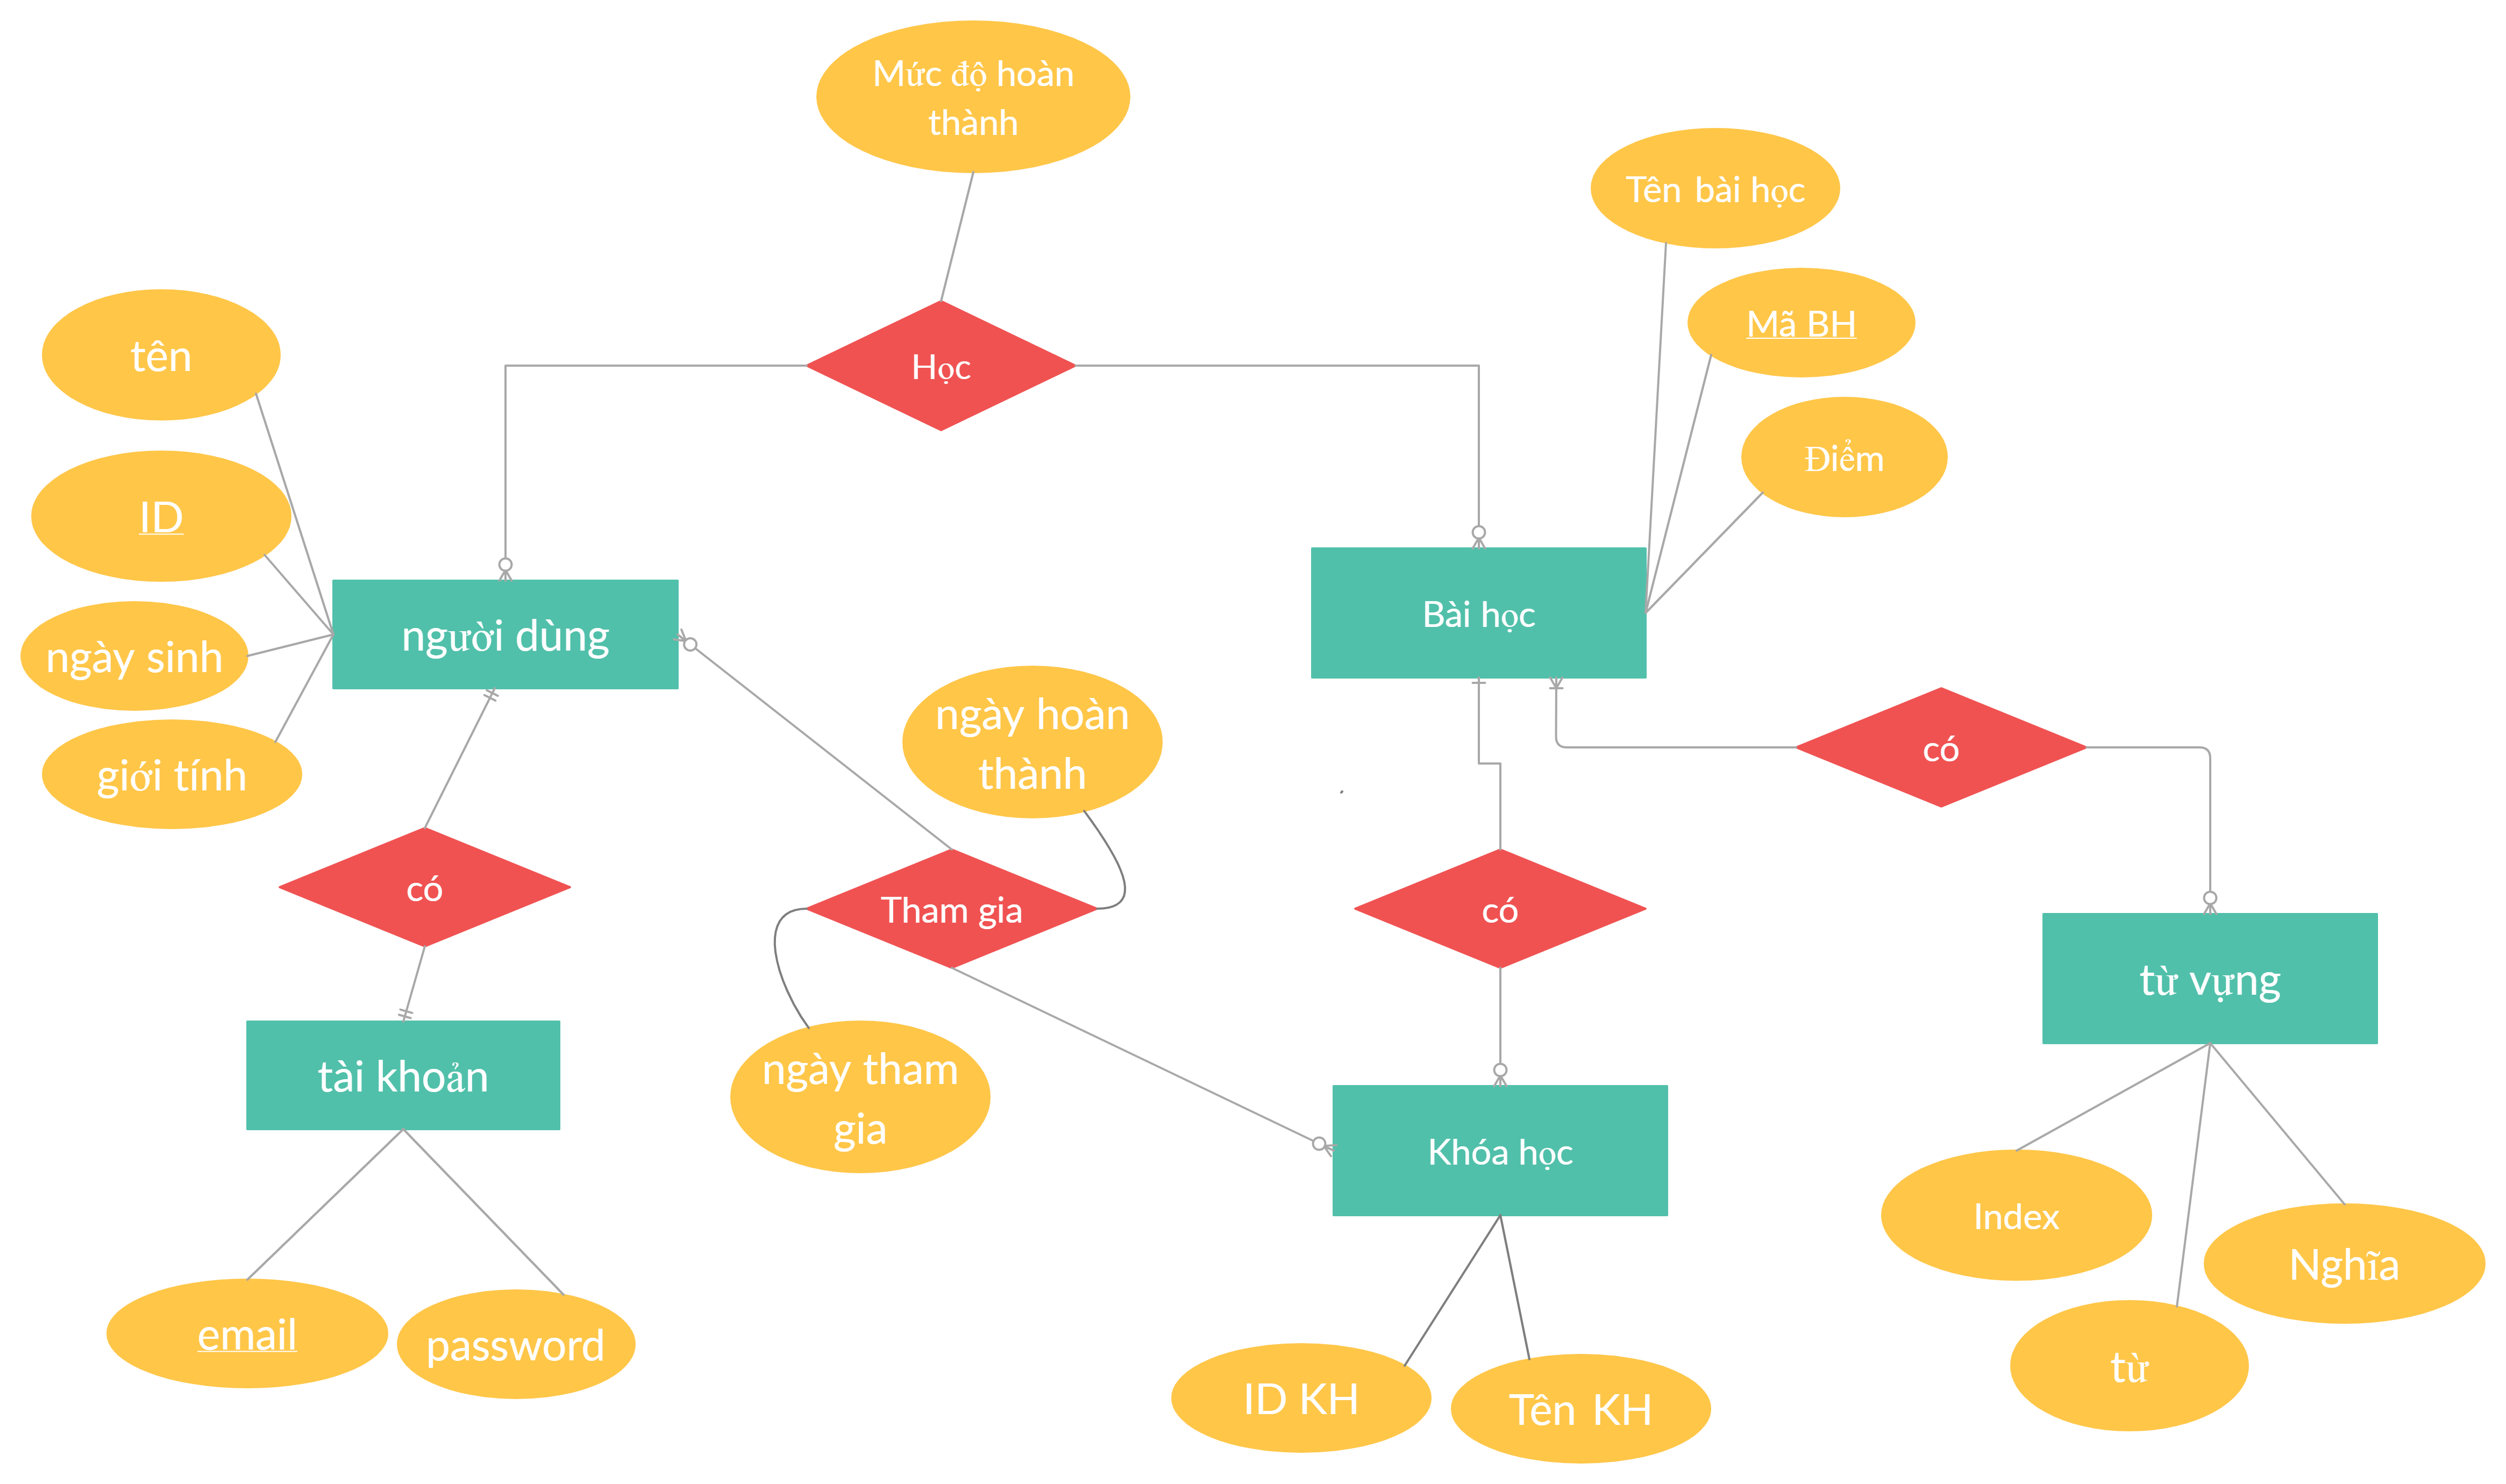 Mức độ hoàn
thành
Tên bài học
Mã BH
Điểm
Học
tên
ID
ngày sinh
giới tính
người dùng
Bài học
ngày hoàn
thành
có
có
Tham gia
có
từ vựng
tài khoản
ngày tham
gia
Khóa học
Index
Nghĩa
từ
email
password
ID KH
Tên KH